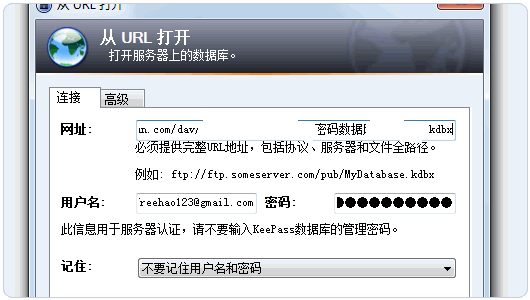 从 URL 打开
从 URL 打开
打开服务器上的数据库。
连接 高级
网址: un.com/dav/ 密码数据 kdbx
必须提供完整URL地址，包括协议、服务器和文件全路径。
例如: ftp://ftp.someserver.com/pub/MyDatabase.kdbx
用户名: reehao123@gmail.com 密码: ●●●●●●●●●●
此信息用于服务器认证，请不要输入KeePass数据库的管理密码。
记住: 不要记住用户名和密码